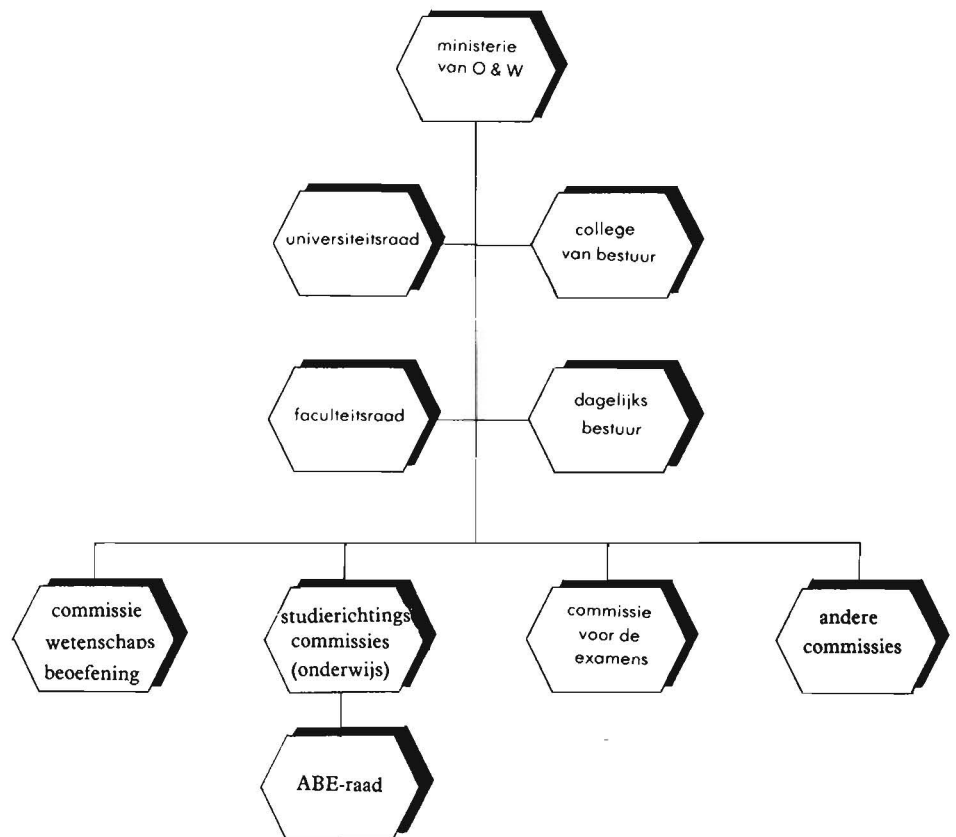 ministerie
van O & W
universiteitsraad
college
van bestuur
faculteitsraad
dagelijks
bestuur
commissie
wetenschaps
beoefening
studierichtings
commissies
(onderwijs)
commissie
voor de
examens
andere
commissies
ABE-raad